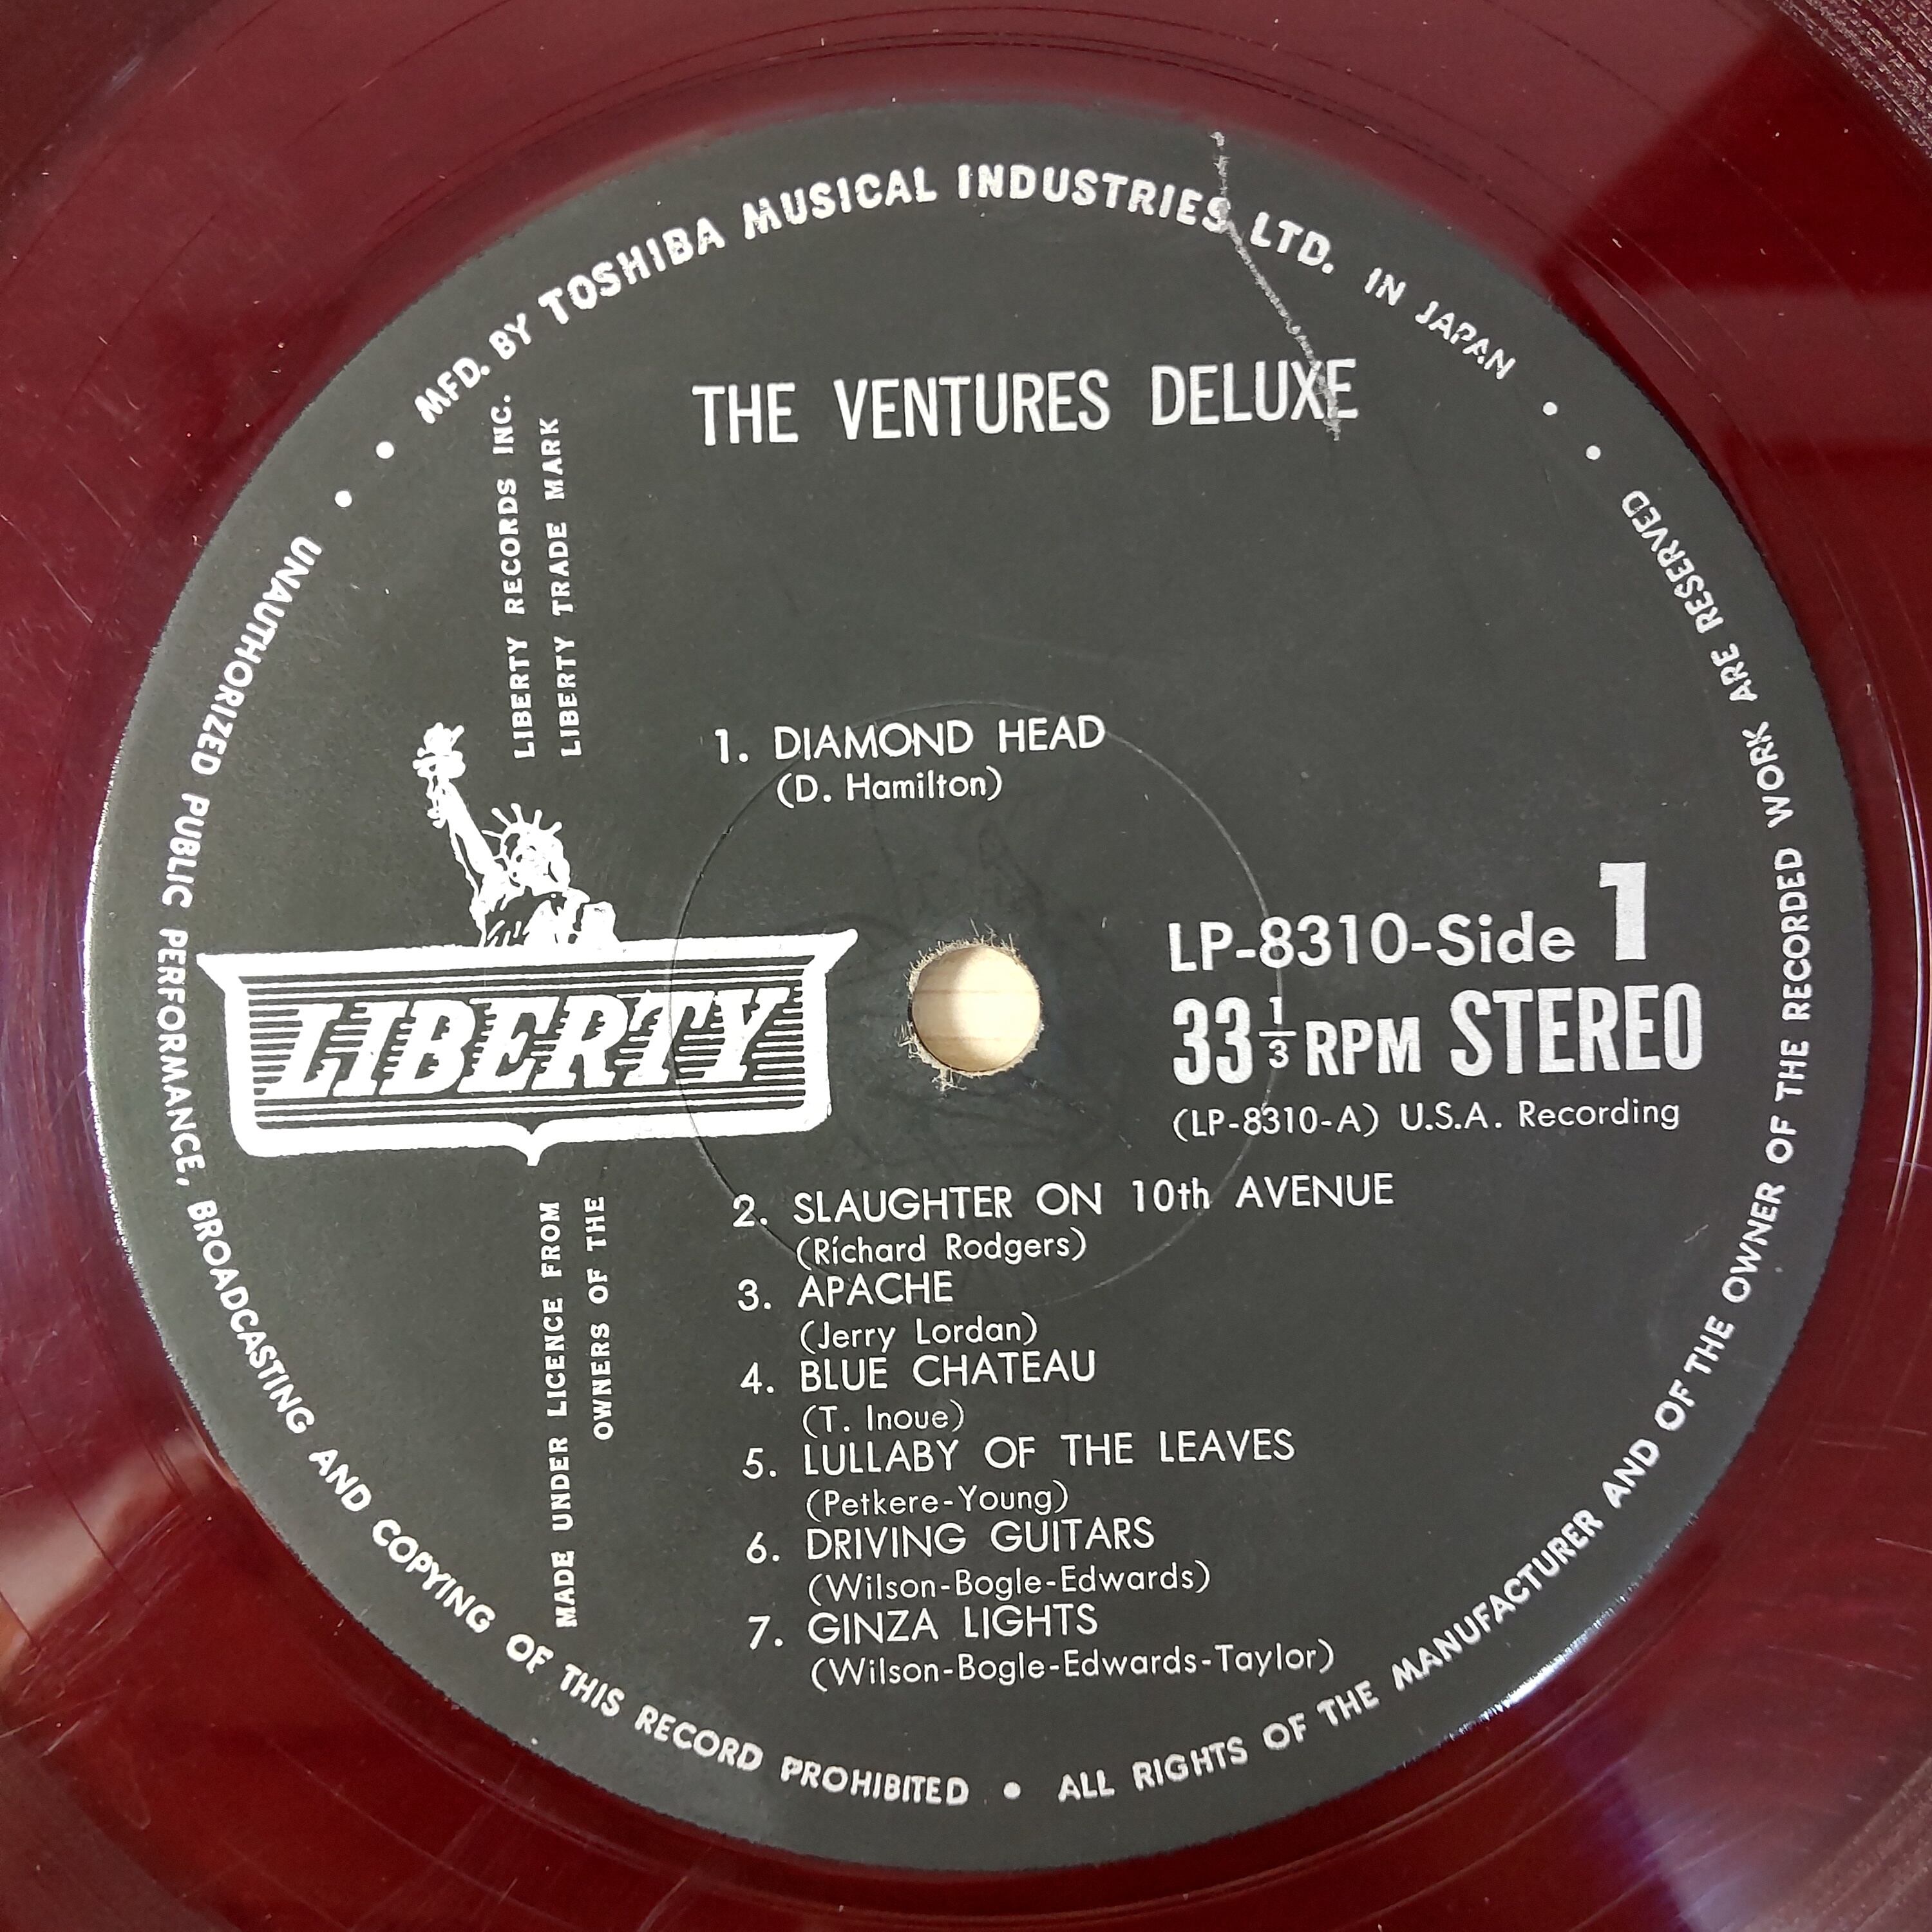 MFD. BY TOSHIBA MUSICAL INDUSTRIES LTD. IN JAPAN
THE VENTURES DELUXE
LIBERTY RECORDS INC.
LIBERTY TRADE MARK
1. DIAMOND HEAD
(D. Hamilton)
LIBERTY
LP-8310-Side 1
33 1/3 RPM STEREO
(LP-8310-A) U.S.A. Recording
MADE UNDER LICENCE FROM
OWNERS OF THE
2. SLAUGHTER ON 10th AVENUE
(Richard Rodgers)
3. APACHE
(Jerry Lordan)
4. BLUE CHATEAU
(T. Inoue)
5. LULLABY OF THE LEAVES
(Petkere-Young)
6. DRIVING GUITARS
(Wilson-Bogle-Edwards)
7. GINZA LIGHTS
(Wilson-Bogle-Edwards-Taylor)
UNAUTHORIZED PUBLIC PERFORMANCE, BROADCASTING AND COPYING OF THIS RECORD PROHIBITED • ALL RIGHTS OF THE MANUFACTURER AND OF THE OWNER OF THE RECORDED WORK ARE RESERVED